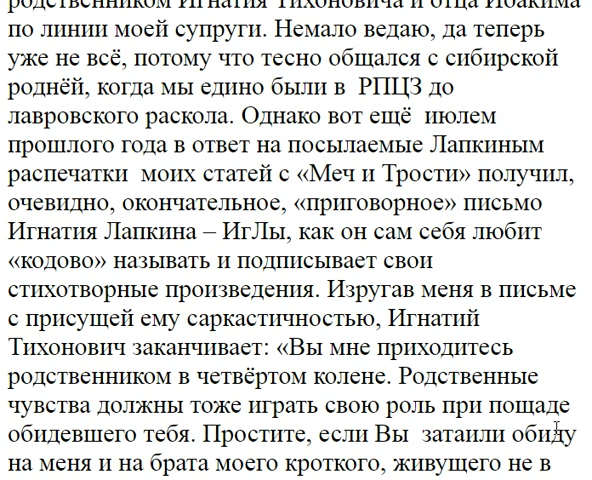 родственником Игнатия Тихоновича и отца Иоакима
по линии моей супруги. Немало ведаю, да теперь
уже не всё, потому что тесно общался с сибирской
роднёй, когда мы едино были в  РПЦЗ до
лавровского раскола. Однако вот ещё  июлем
прошлого года в ответ на посылаемые Лапкиным
распечатки  моих статей с «Меч и Трости» получил,
очевидно, окончательное, «приговорное» письмо
Игнатия Лапкина – ИгЛы, как он сам себя любит
«кодово» называть и подписывает свои
стихотворные произведения. Изругав меня в письме
с присущей ему саркастичностью, Игнатий
Тихонович заканчивает: «Вы мне приходитесь
родственником в четвёртом колене. Родственные
чувства должны тоже играть свою роль при пощаде
обидевшего тебя. Простите, если Вы  затаили обиду
на меня и на брата моего кроткого, живущего не в